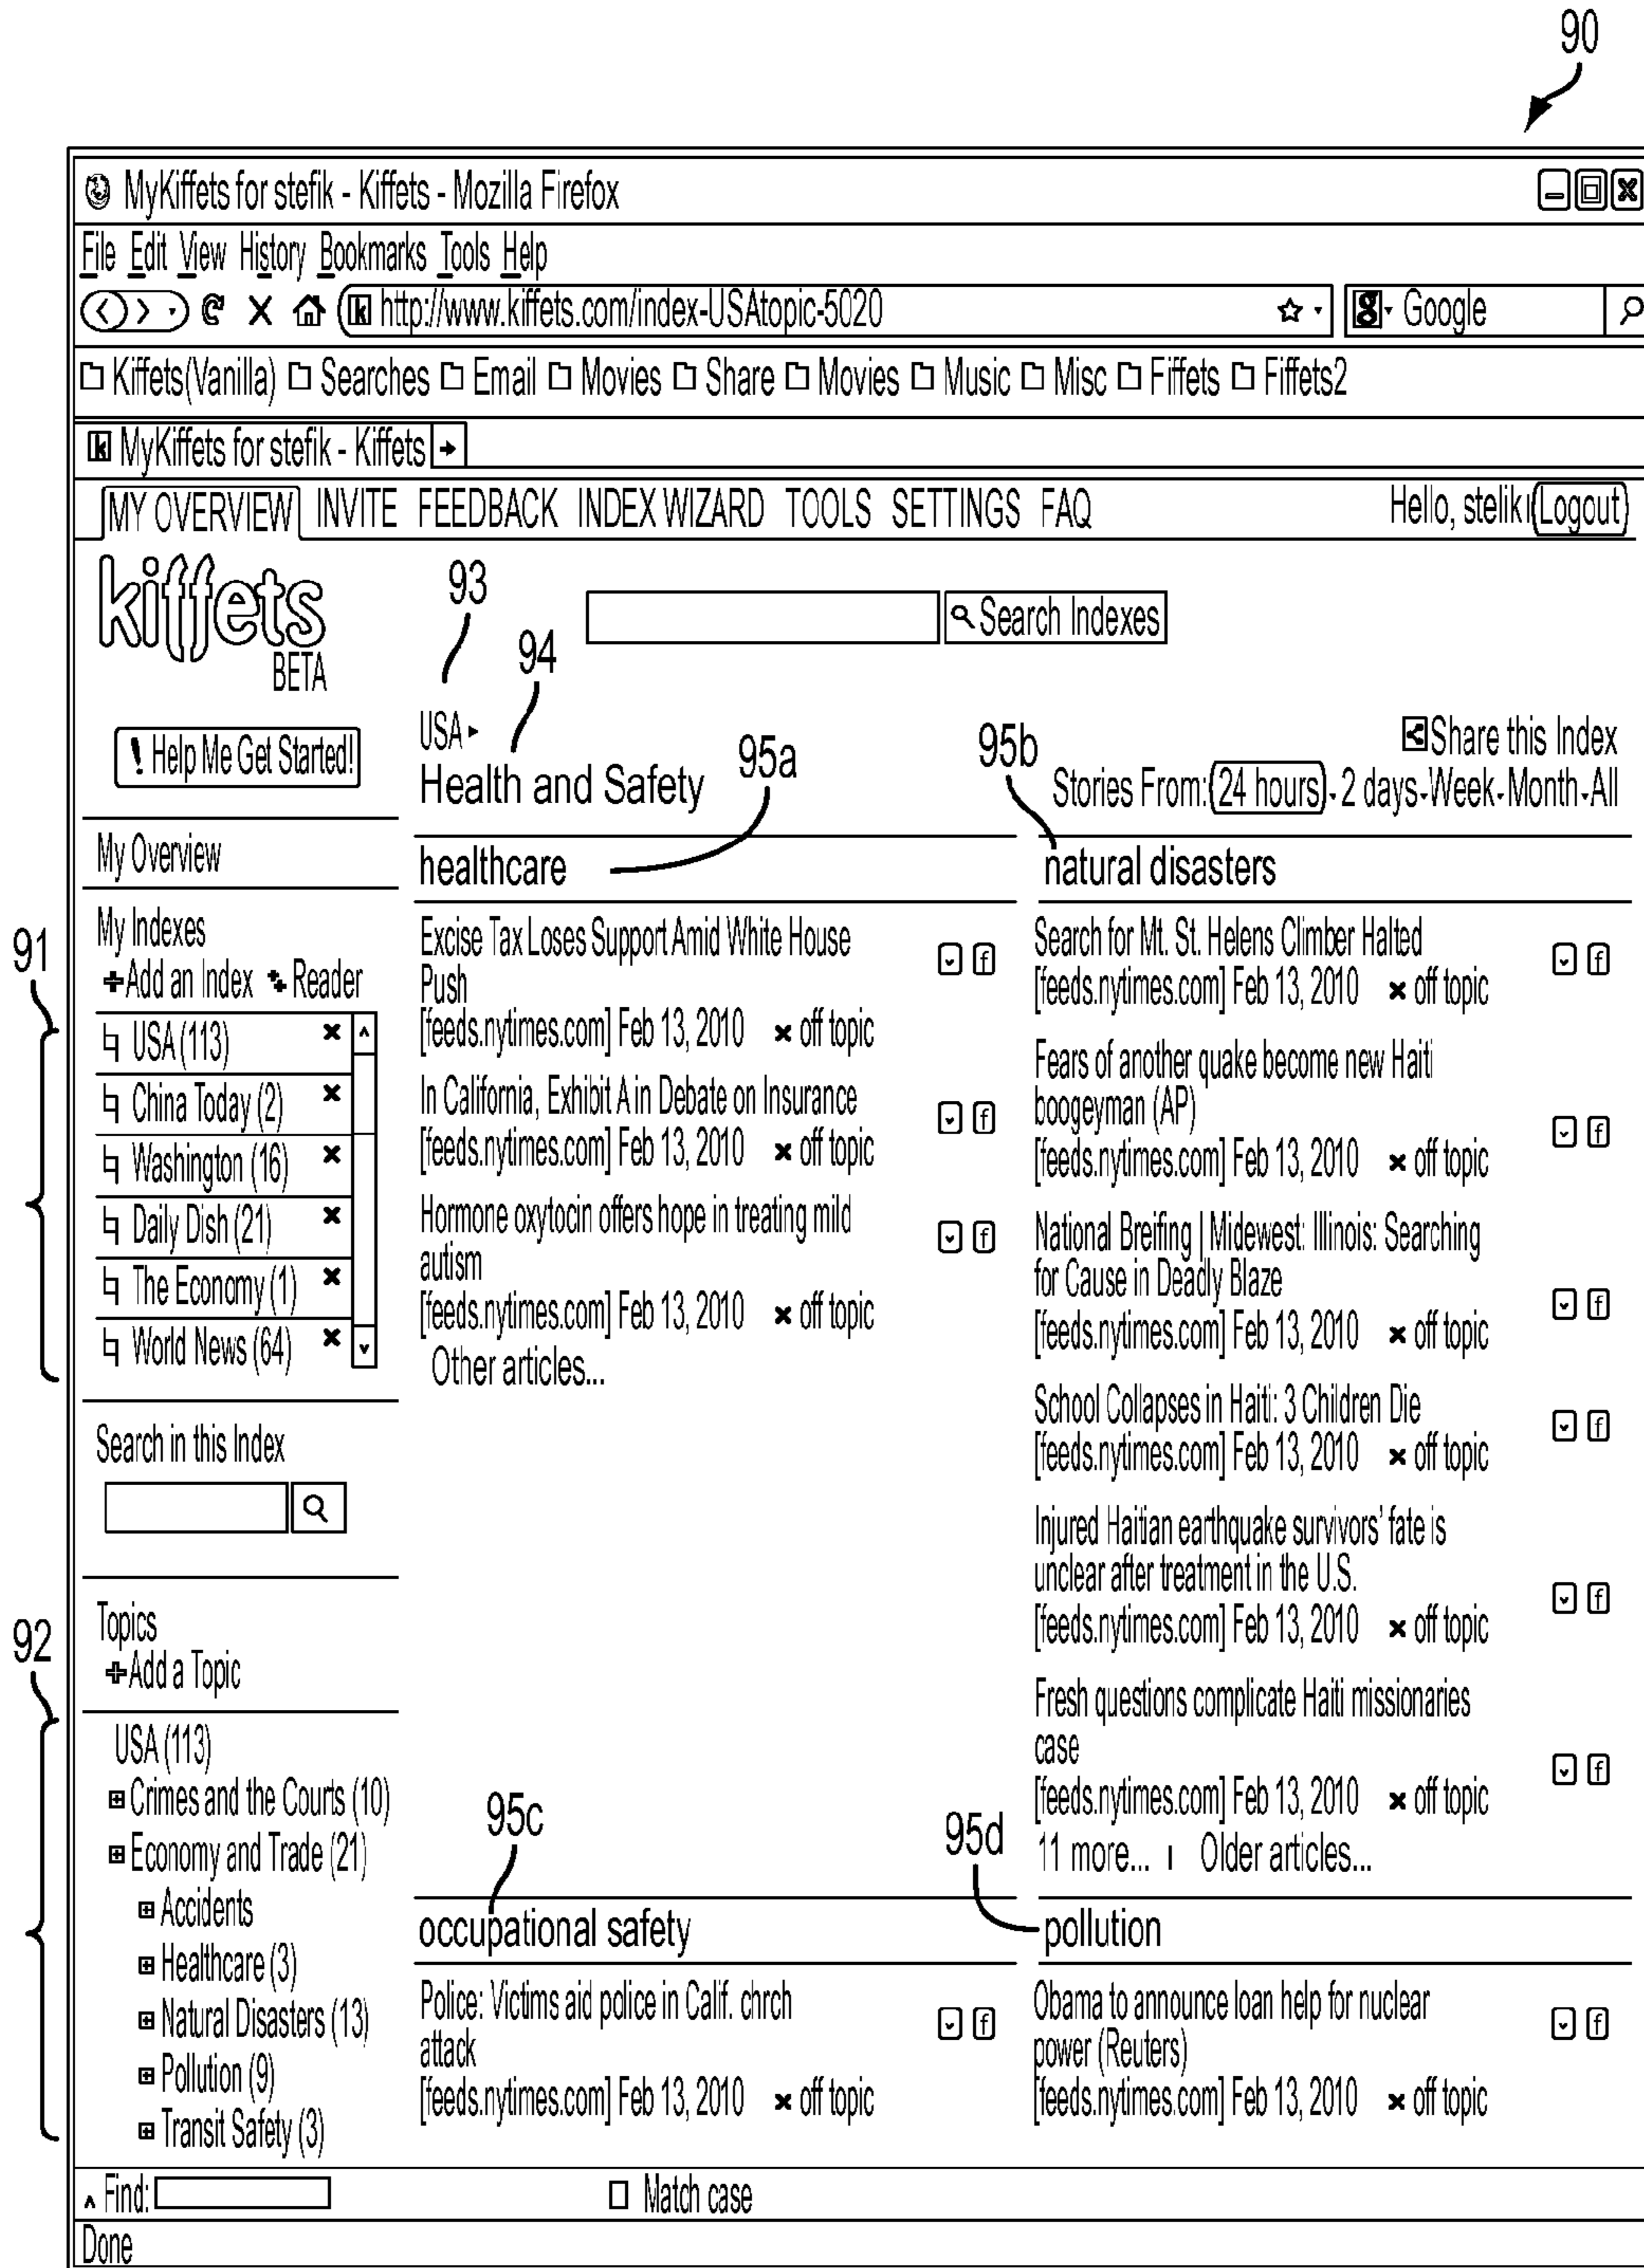 90
MyKiffets for stefik - Kiffets - Mozilla Firefox
File Edit View History Bookmarks Tools Help
http://www.kiffets.com/index-USAtopic-5020
Google
Kiffets(Vanilla) Searches Email Movies Share Movies Music Misc Fiffets Fiffets2
MyKiffets for stefik - Kiffets
MY OVERVIEW INVITE FEEDBACK INDEX WIZARD TOOLS SETTINGS FAQ
Hello, stelikı Logout
kiffets
BETA
93
94
Search Indexes
! Help Me Get Started!
My Overview
91
My Indexes
Add an Index Reader
USA (113)
China Today (2)
Washington (16)
Daily Dish (21)
The Economy (1)
World News (64)
Search in this Index
92
Topics
Add a Topic
USA (113)
Crimes and the Courts (10)
Economy and Trade (21)
Accidents
Healthcare (3)
Natural Disasters (13)
Pollution (9)
Transit Safety (3)
USA
Health and Safety
Share this Index
Stories From: 24 hours - 2 days - Week - Month - All
95a
healthcare
Excise Tax Loses Support Amid White House
Push
[feeds.nytimes.com] Feb 13, 2010 × off topic
In California, Exhibit A in Debate on Insurance
[feeds.nytimes.com] Feb 13, 2010 × off topic
Hormone oxytocin offers hope in treating mild
autism
[feeds.nytimes.com] Feb 13, 2010 × off topic
Other articles...
95b
natural disasters
Search for Mt. St. Helens Climber Halted
[feeds.nytimes.com] Feb 13, 2010 × off topic
Fears of another quake become new Haiti
boogeyman (AP)
[feeds.nytimes.com] Feb 13, 2010 × off topic
National Breifing | Midewest: Illinois: Searching
for Cause in Deadly Blaze
[feeds.nytimes.com] Feb 13, 2010 × off topic
School Collapses in Haiti: 3 Children Die
[feeds.nytimes.com] Feb 13, 2010 × off topic
Injured Haitian earthquake survivors' fate is
unclear after treatment in the U.S.
[feeds.nytimes.com] Feb 13, 2010 × off topic
Fresh questions complicate Haiti missionaries
case
[feeds.nytimes.com] Feb 13, 2010 × off topic
11 more... ı Older articles...
95c
occupational safety
Police: Victims aid police in Calif. chrch
attack
[feeds.nytimes.com] Feb 13, 2010 × off topic
95d
pollution
Obama to announce loan help for nuclear
power (Reuters)
[feeds.nytimes.com] Feb 13, 2010 × off topic
Find:
Match case
Done